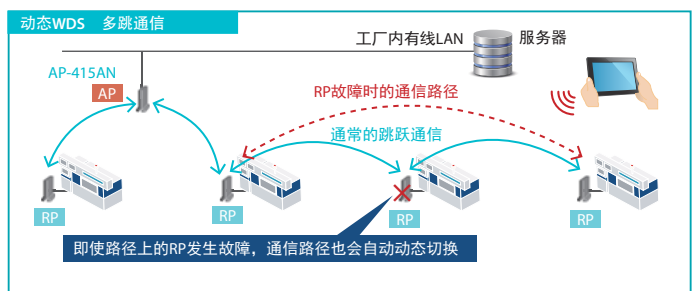 动态WDS 多跳通信
工厂内有线LAN
服务器
AP-415AN
AP
RP故障时的通信路径
通常的跳跃通信
RP
RP
RP
RP
即使路径上的RP发生故障，通信路径也会自动动态切换